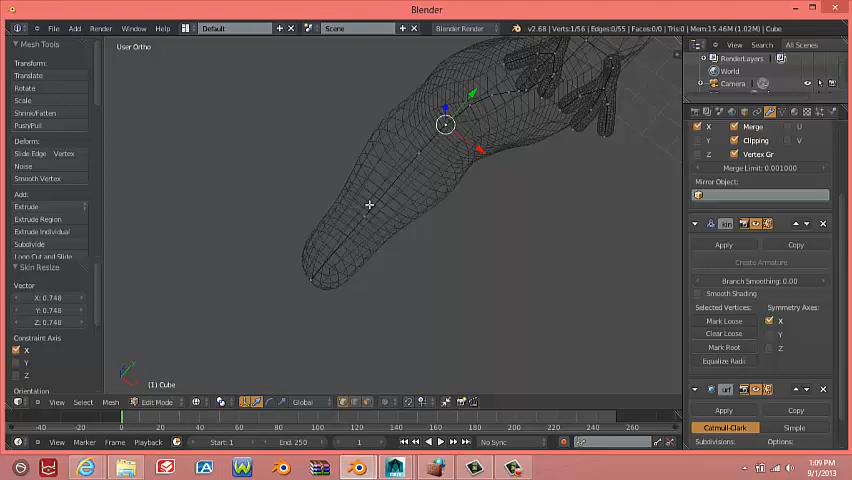 Blender
File Add Render Window Help Default Scene Blender Render v2.68 | Verts:1/56 | Edges:0/55 | Faces:0/0 | Tris:0 | Mem:15.46M (1.02M) | Cube
Mesh Tools
User Ortho
View Search All Scenes
RenderLayers
World
Camera
Transform:
Translate
Rotate
Scale
Shrink/Fatten
Push/Pull
Deform:
Slide Edge Vertex
Noise
Smooth Vertex
Add:
Extrude
Extrude Region
Extrude Individual
Subdivide
Loop Cut and Slide
Skin Resize
Vector
X: 0.748
Y: 0.748
Z: 0.748
Constraint Axis
X
Y
Z
Orientation
X Merge U
Y Clipping V
Z Vertex Gr
Merge Limit: 0.001000
Mirror Object:
kin
Apply Copy
Create Armature
Branch Smoothing: 0.00
Smooth Shading
Selected Vertices: Symmetry Axes:
Mark Loose X
Clear Loose Y
Mark Root Z
Equalize Radii
urf
Apply Copy
Catmull-Clark Simple
Subdivisions:
(1) Cube
View Select Add Mesh Edit Mode Global
-40 -20 0 20 40 60 80 100 120 140 160 180 200 220 240 260
View Marker Frame Playback Start: 1 End: 250 1 No Sync
1:09 PM
9/1/2013